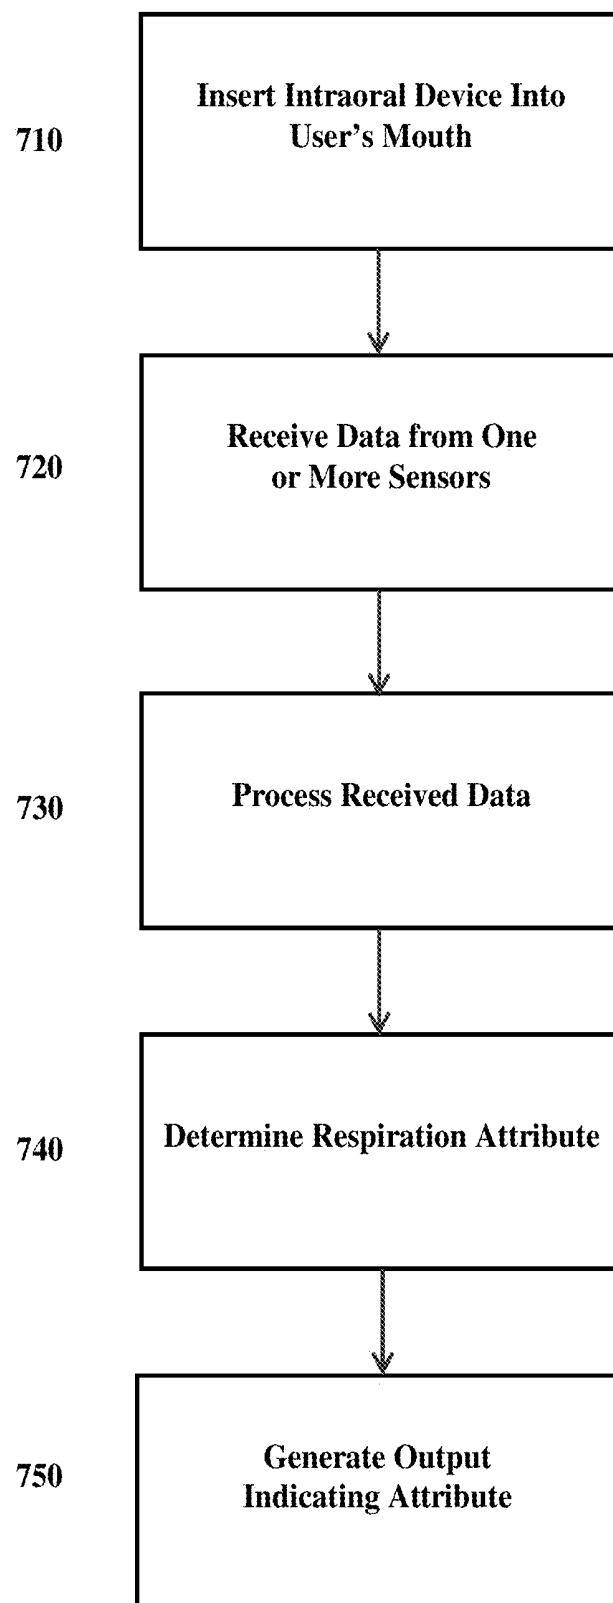 Insert Intraoral Device Into
User's Mouth
710
Receive Data from One
or More Sensors
720
Process Received Data
730
Determine Respiration Attribute
740
Generate Output
Indicating Attribute
750